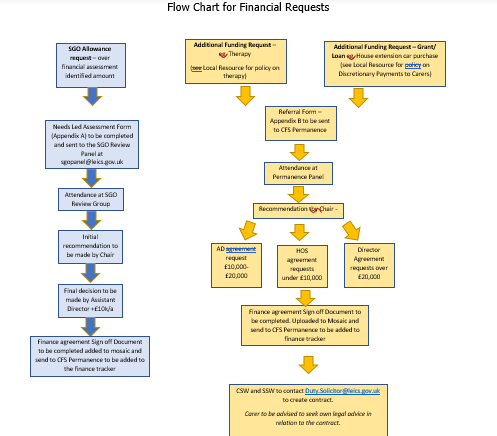 Flow Chart for Financial Requests
SGO Allowance
request – over
financial assessment
identified amount
Needs Led Assessment Form
(Appendix A) to be completed
and sent to the SGO Review
Panel at
sgopanel@leics.gov.uk
Attendance at SGO
Review Group
Initial
recommendation to
be made by Chair
Final decision to be
made by Assistant
Director +£10k/a
Finance agreement Sign off Document
to be completed added to mosaic and
send to CFS Permanence to be added to
the finance tracker
Additional Funding Request –
eg Therapy
(see Local Resource for policy on
therapy)
Additional Funding Request – Grant/
Loan eg House extension car purchase
(see Local Resource for policy on
Discretionary Payments to Carers)
Referral Form –
Appendix B to be sent
to CFS Permanence
Attendance at
Permanence Panel
Recommendation by Chair -
AD agreement
request
£10,000-
£20,000
HOS
agreement
requests
under £10,000
Director
Agreement
requests over
£20,000
Finance agreement Sign off Document to
be completed. Uploaded to Mosaic and
send to CFS Permanence to be added to
finance tracker
CSW and SSW to contact Duty.Solicitor@leics.gov.uk
to create contract.
Carer to be advised to seek own legal advice in
relation to the contract.